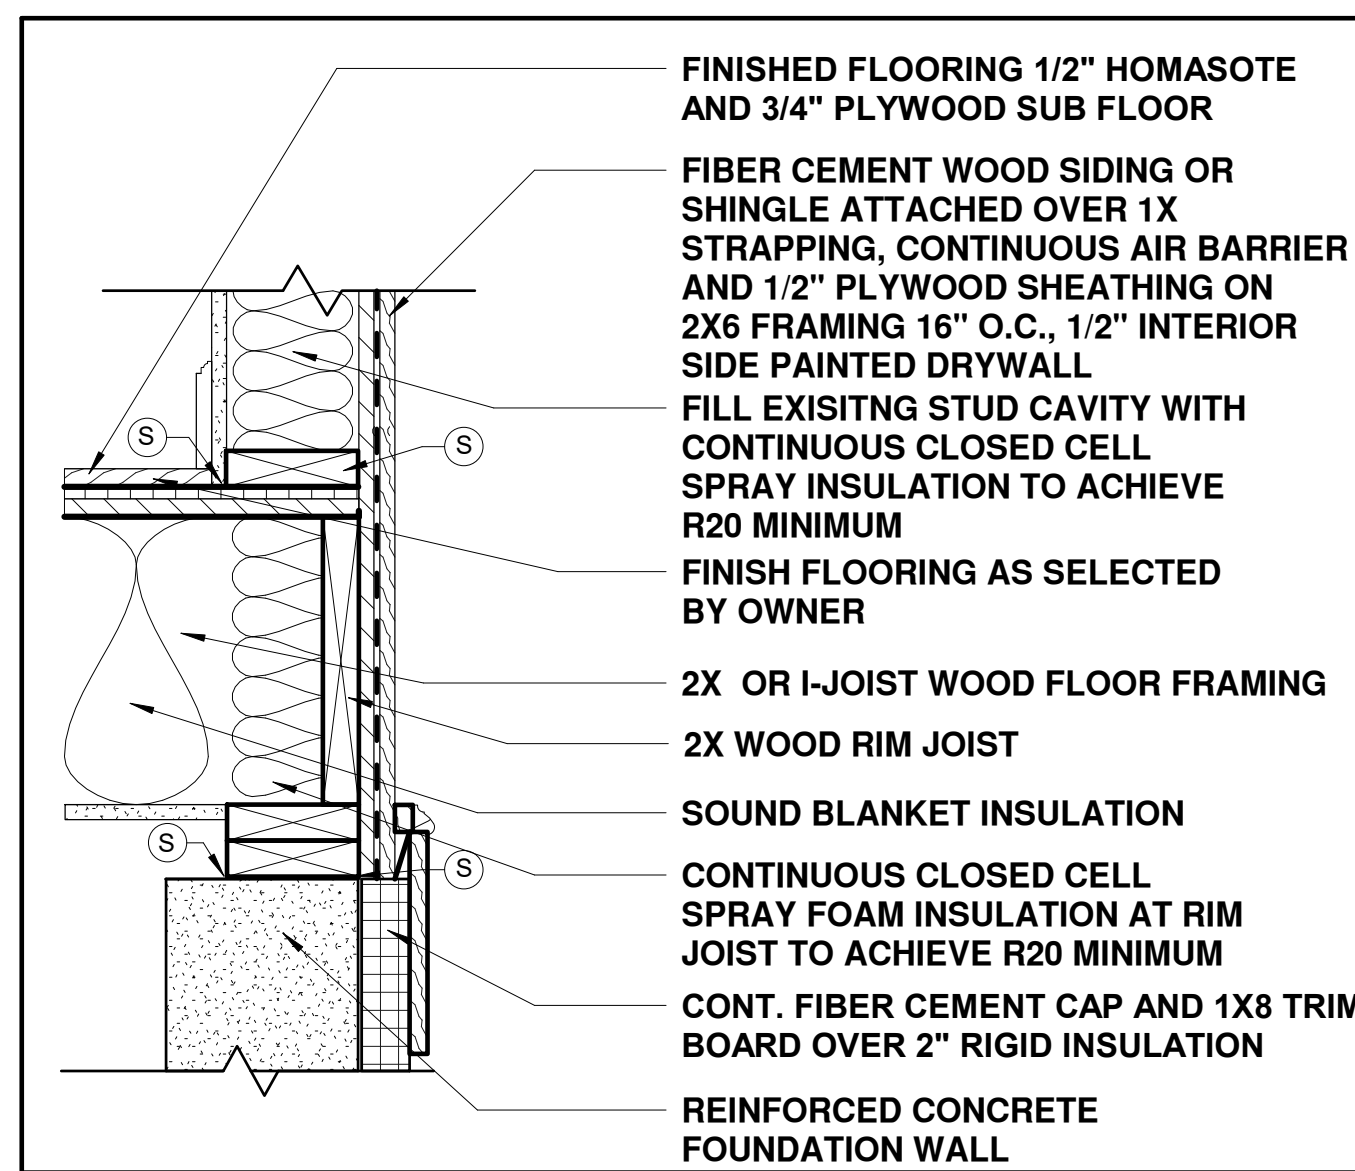 FINISHED FLOORING 1/2" HOMASOTE
AND 3/4" PLYWOOD SUB FLOOR
FIBER CEMENT WOOD SIDING OR
SHINGLE ATTACHED OVER 1X
STRAPPING, CONTINUOUS AIR BARRIER
AND 1/2" PLYWOOD SHEATHING ON
2X6 FRAMING 16" O.C., 1/2" INTERIOR
SIDE PAINTED DRYWALL
FILL EXISITNG STUD CAVITY WITH
CONTINUOUS CLOSED CELL
SPRAY INSULATION TO ACHIEVE
R20 MINIMUM
FINISH FLOORING AS SELECTED
BY OWNER
2X OR I-JOIST WOOD FLOOR FRAMING
2X WOOD RIM JOIST
SOUND BLANKET INSULATION
CONTINUOUS CLOSED CELL
SPRAY FOAM INSULATION AT RIM
JOIST TO ACHIEVE R20 MINIMUM
CONT. FIBER CEMENT CAP AND 1X8 TRIM
BOARD OVER 2" RIGID INSULATION
REINFORCED CONCRETE
FOUNDATION WALL
S
S
S
S